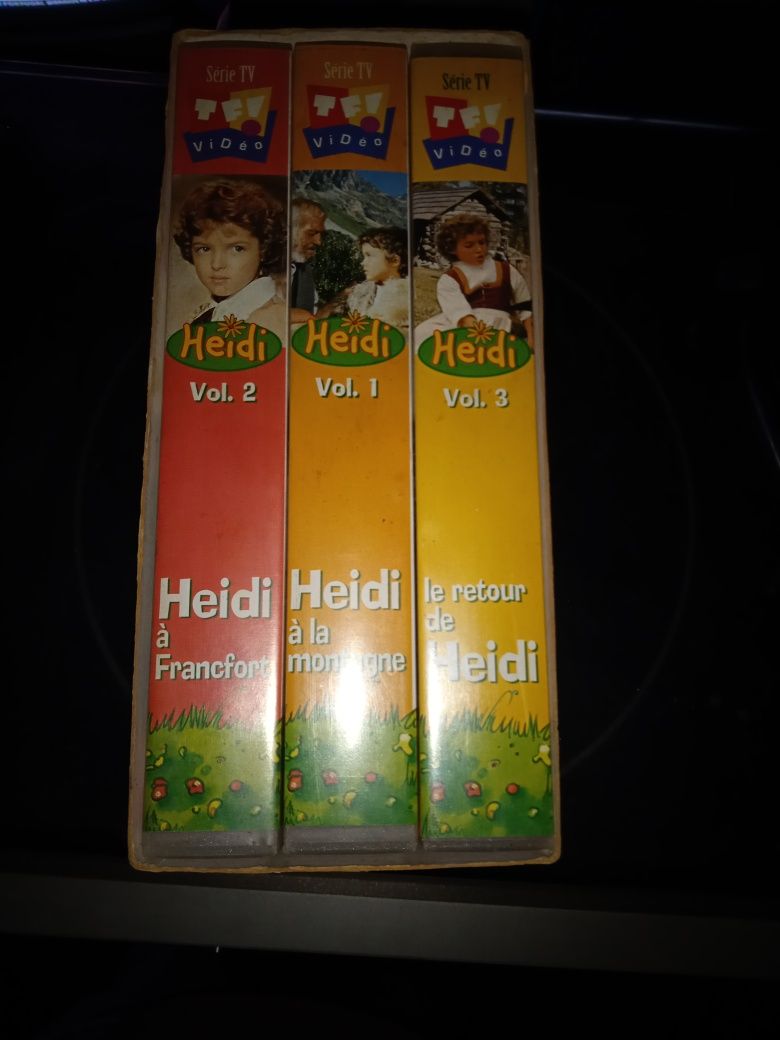 Série TV
TF!
ViDéo
Heidi
Vol. 2
Heidi
à
Francfort
Série TV
TF!
ViDéo
Heidi
Vol. 1
Heidi
à la
montagne
Série TV
TF!
ViDéo
Heidi
Vol. 3
le retour
de
Heidi